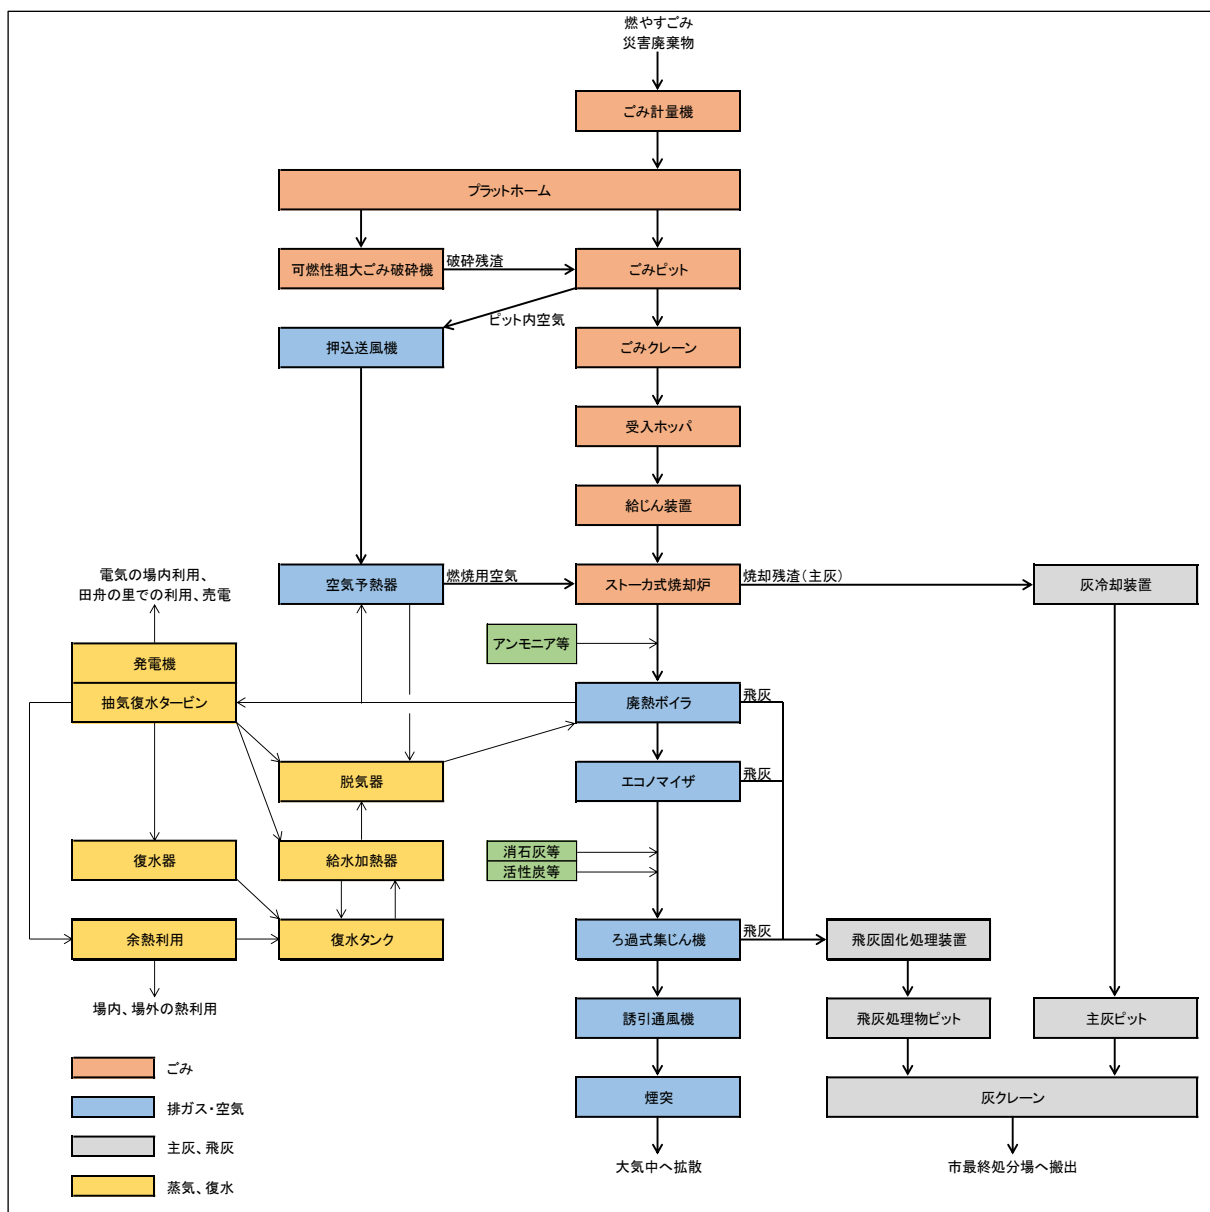 燃やすごみ
災害廃棄物
ごみ計量機
プラットホーム
可燃性粗大ごみ破砕機
破砕残渣
ごみピット
ピット内空気
押込送風機
ごみクレーン
受入ホッパ
給じん装置
電気の場内利用、
田舟の里での利用、売電
空気予熱器
燃焼用空気
ストーカ式焼却炉
焼却残渣(主灰)
灰冷却装置
アンモニア等
発電機
抽気復水タービン
廃熱ボイラ
飛灰
脱気器
エコノマイザ
飛灰
復水器
給水加熱器
消石灰等
活性炭等
余熱利用
復水タンク
ろ過式集じん機
飛灰
飛灰固化処理装置
場内、場外の熱利用
誘引通風機
飛灰処理物ピット
主灰ピット
ごみ
排ガス・空気
煙突
灰クレーン
主灰、飛灰
大気中へ拡散
市最終処分場へ搬出
蒸気、復水